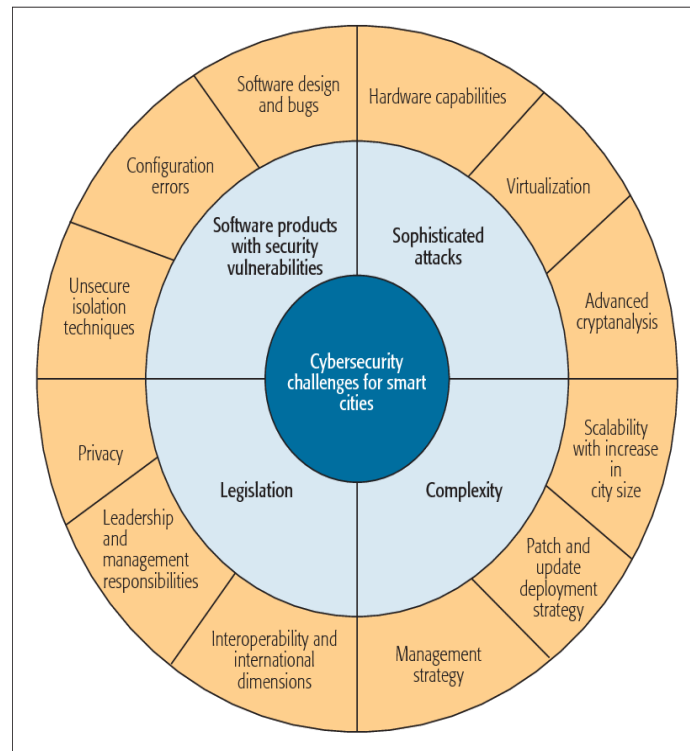 Software design
and bugs
Hardware capabilities
Configuration
errors
Virtualization
Software products
with security
vulnerabilities
Sophisticated
attacks
Unsecure
isolation
techniques
Advanced
cryptanalysis
Cybersecurity
challenges for smart
cities
Privacy
Legislation
Complexity
Scalability
with increase
in
city size
Leadership
and
management
responsibilities
Patch and
update
deployment
strategy
Interoperability and
international
dimensions
Management
strategy